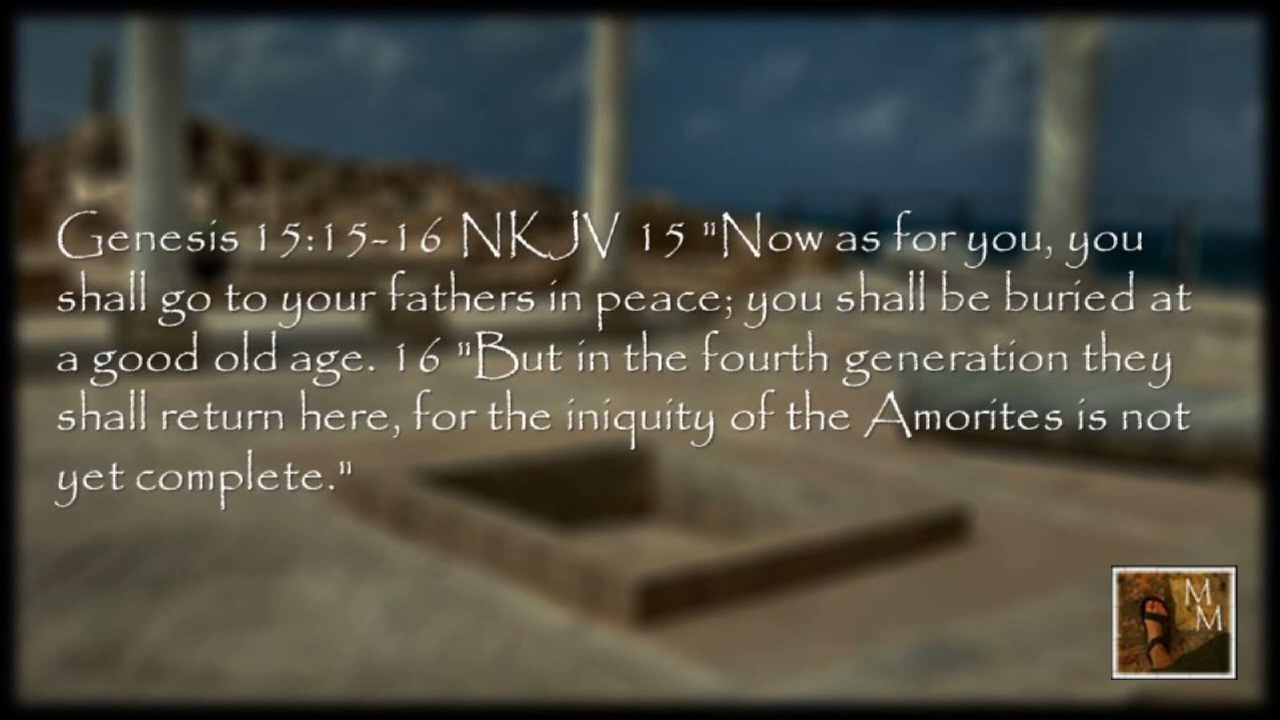 Genesis 15:15-16 NKJV 15 "Now as for you, you
shall go to your fathers in peace; you shall be buried at
a good old age. 16 "But in the fourth generation they
shall return here, for the iniquity of the Amorites is not
yet complete."
M
M